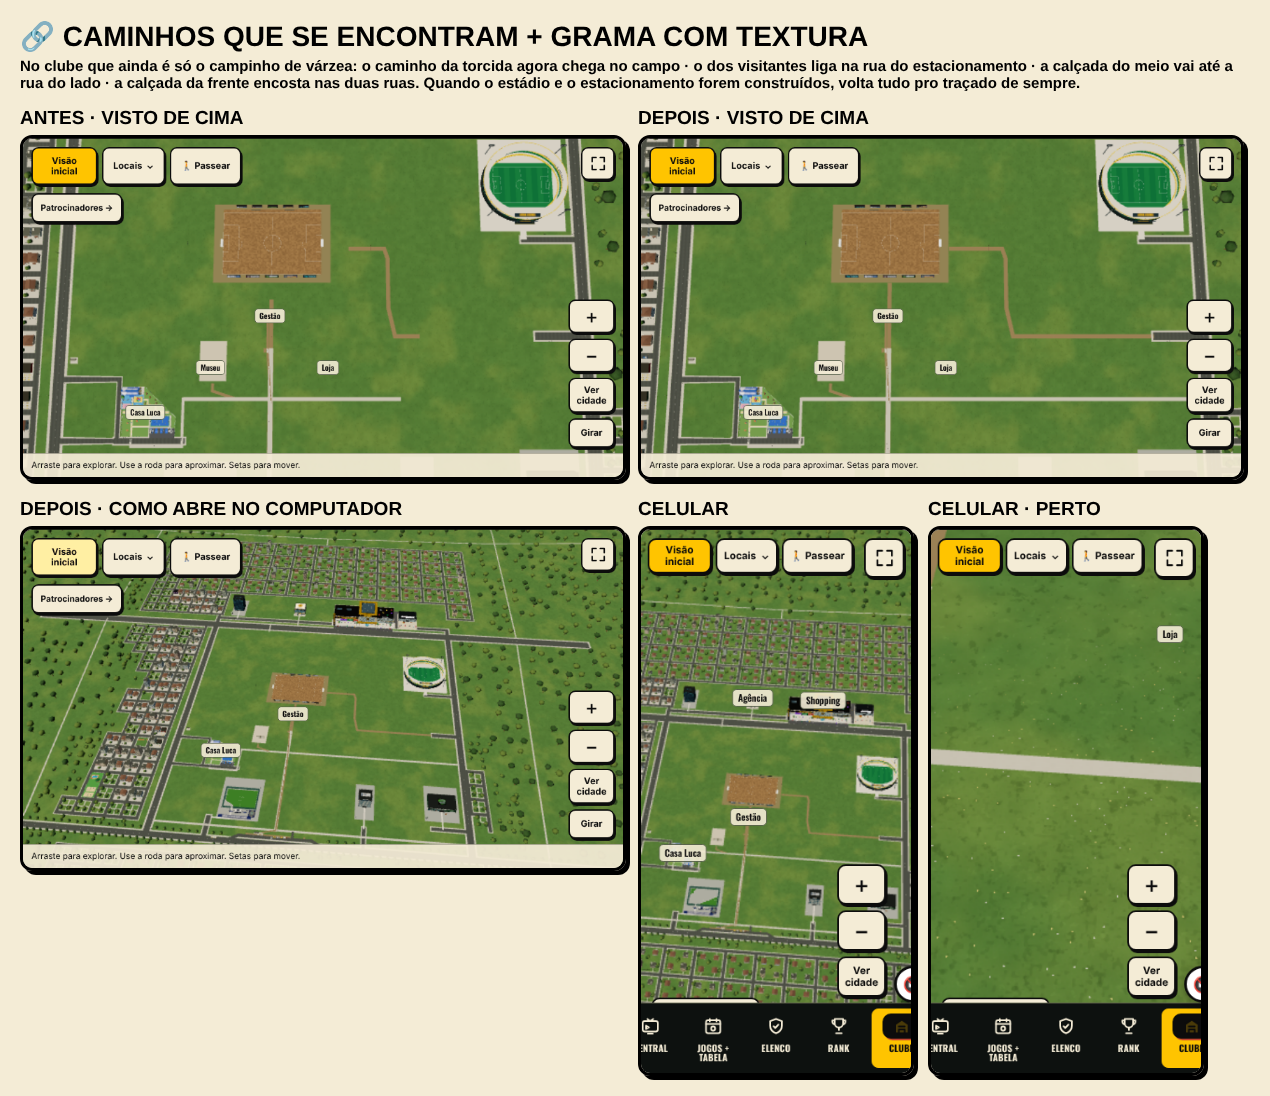 CAMINHOS QUE SE ENCONTRAM + GRAMA COM TEXTURA
No clube que ainda é só o campinho de várzea: o caminho da torcida agora chega no campo · o dos visitantes liga na rua do estacionamento · a calçada do meio vai até a
rua do lado · a calçada da frente encosta nas duas ruas. Quando o estádio e o estacionamento forem construídos, volta tudo pro traçado de sempre.
ANTES · VISTO DE CIMA
Visão
inicial
Locais
Passear
Patrocinadores →
Gestão
Museu
Loja
Casa Luca
+
−
Ver
cidade
Girar
Arraste para explorar. Use a roda para aproximar. Setas para mover.
DEPOIS · VISTO DE CIMA
Visão
inicial
Locais
Passear
Patrocinadores →
Gestão
Museu
Loja
Casa Luca
+
−
Ver
cidade
Girar
Arraste para explorar. Use a roda para aproximar. Setas para mover.
DEPOIS · COMO ABRE NO COMPUTADOR
Visão
inicial
Locais
Passear
Patrocinadores →
Gestão
Casa Luca
+
−
Ver
cidade
Girar
Arraste para explorar. Use a roda para aproximar. Setas para mover.
CELULAR
Visão
inicial
Locais
Passear
Agência
Shopping
Gestão
Casa Luca
+
−
Ver
cidade
ENTRAL
JOGOS +
TABELA
ELENCO
RANK
CLUB
CELULAR · PERTO
Visão
inicial
Locais
Passear
Loja
+
−
Ver
cidade
ENTRAL
JOGOS +
TABELA
ELENCO
RANK
CLUB